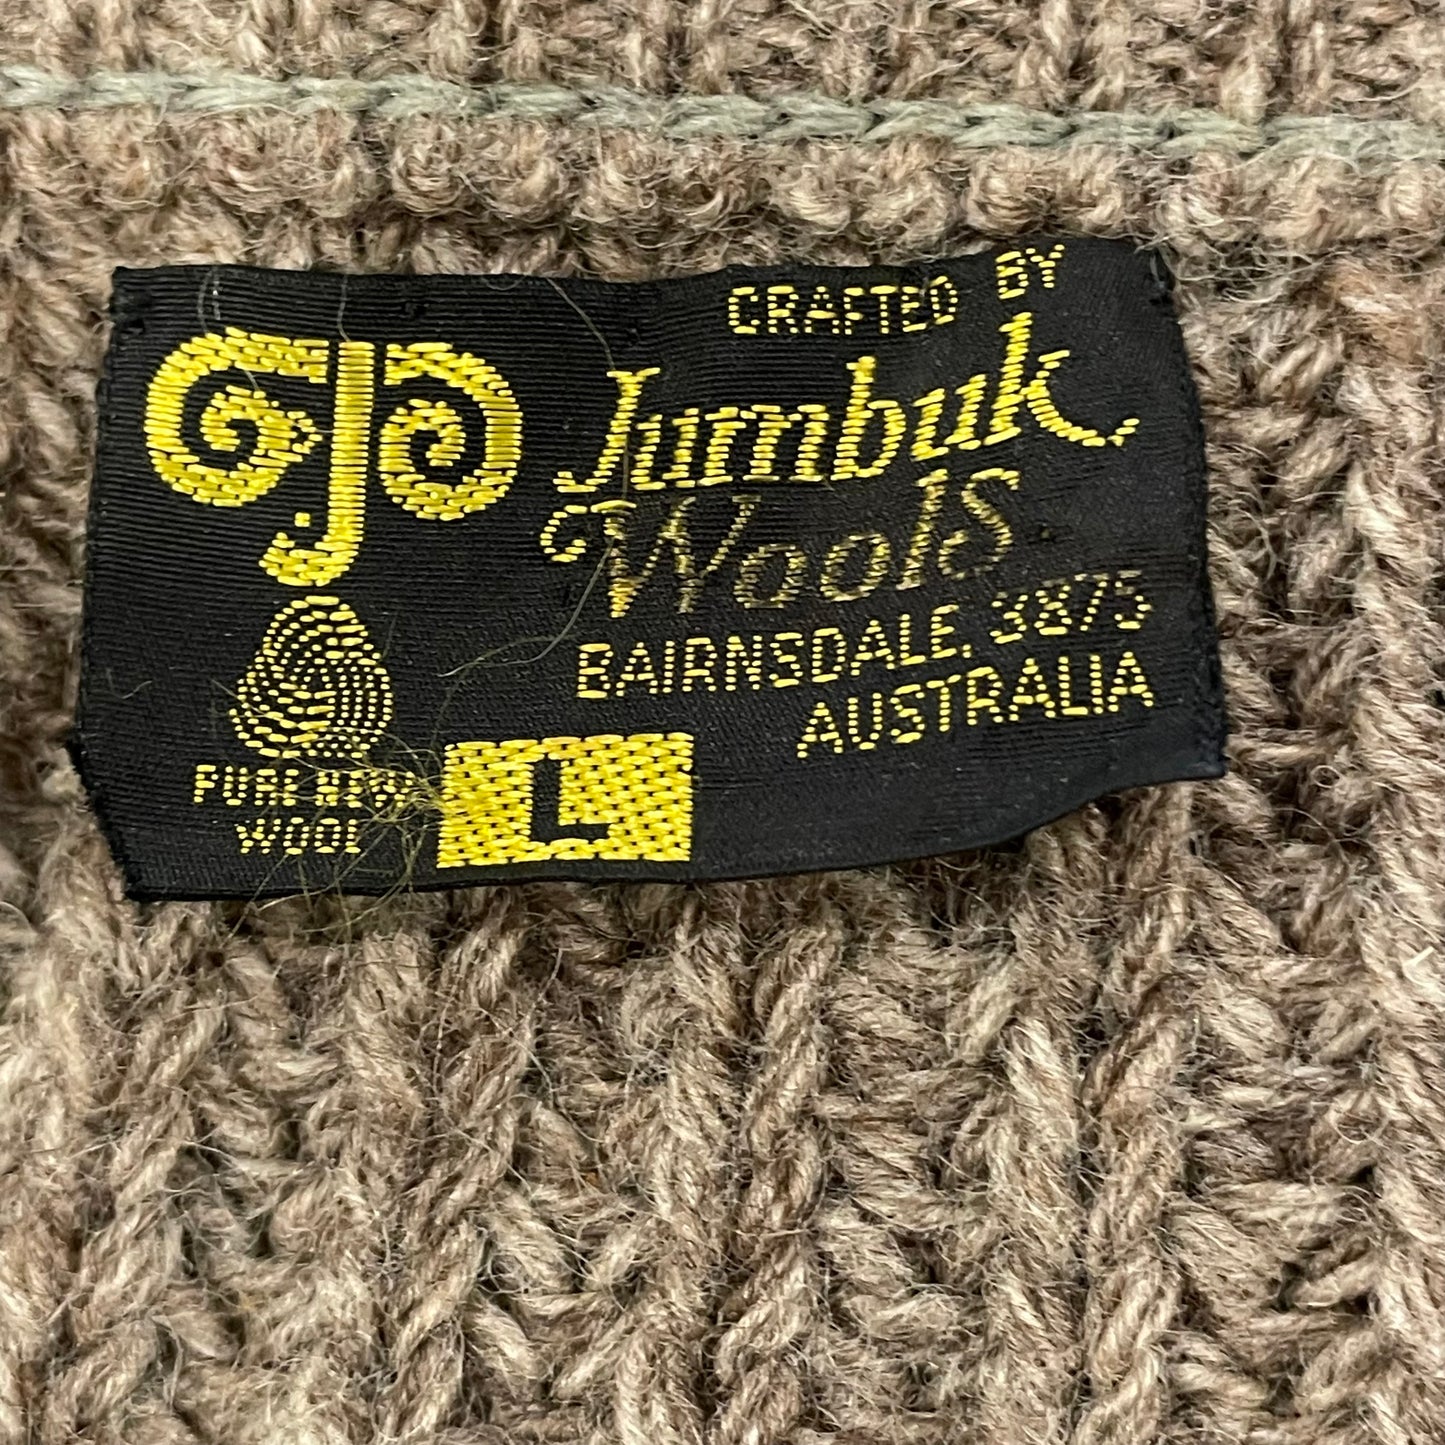 CRAFTED BY
Jumbuk
Wools
BAIRNSDALE, 3875
AUSTRALIA
PURE NEW
WOOL
L